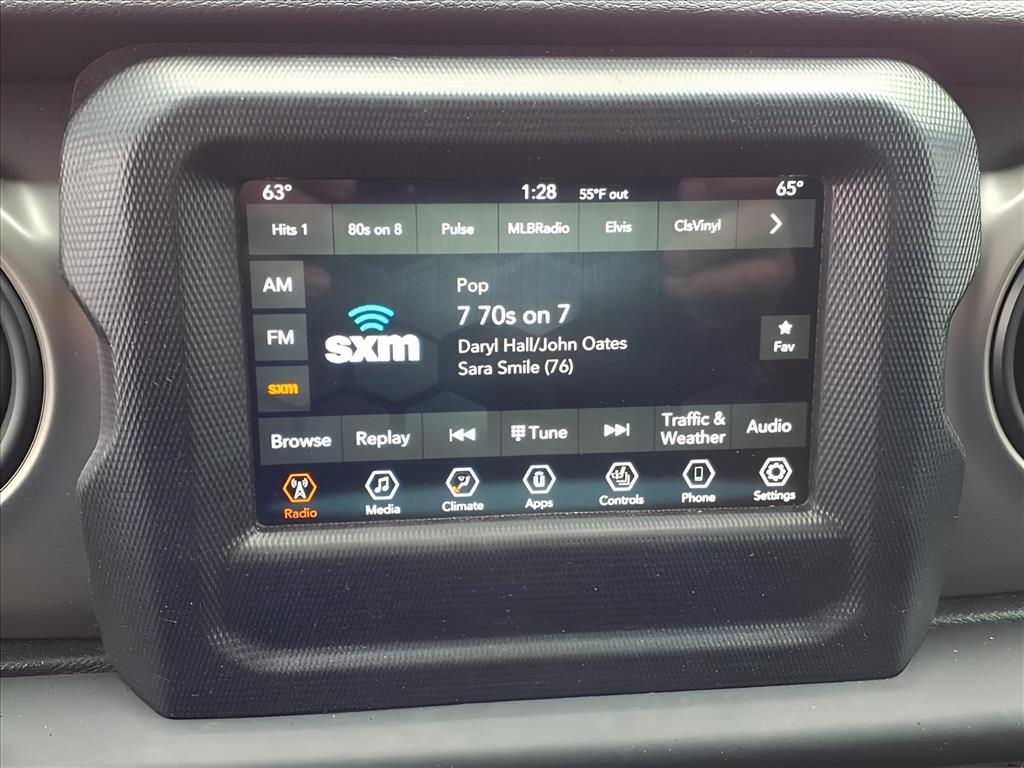 63° 1:28 55°F out 65°
Hits 1 80s on 8 Pulse MLBRadio Elvis ClsVinyl
AM
FM
sxm
sxm
Pop
7 70s on 7
Daryl Hall/John Oates
Sara Smile (76)
Fav
Browse Replay Tune Traffic & Weather Audio
Radio Media Climate Apps Controls Phone Settings